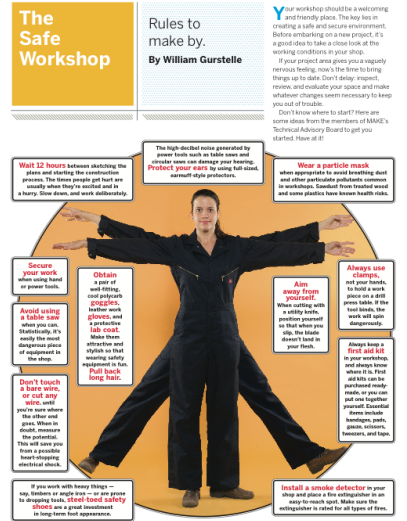 The
Safe
Workshop
Rules to
make by.
By William Gurstelle
Your workshop should be a welcoming
and friendly place. The key lies in
creating a safe and secure environment.
Before embarking on a new project, it's
a good idea to take a close look at the
working conditions in your shop.
If your project area gives you a vaguely
nervous feeling, now's the time to bring
things up to date. Don't delay: inspect,
review, and evaluate your space and make
whatever changes seem necessary to keep
you out of trouble.
Don't know where to start? Here are
some ideas from the members of MAKE's
Technical Advisory Board to get you
started. Have at it!
The high-decibel noise generated by
power tools such as table saws and
circular saws can damage your hearing.
Protect your ears by using full-sized,
earmuff-style protectors.
Wait 12 hours between sketching the
plans and starting the construction
process. The times people get hurt are
usually when they're excited and in
a hurry. Slow down, and work deliberately.
Wear a particle mask
when appropriate to avoid breathing dust
and other particulate pollutants common
in workshops. Sawdust from treated wood
and some plastics have known health risks.
Secure
your work
when using hand
or power tools.
Obtain
a pair of
well-fitting,
cool polycarb
goggles,
leather work
gloves, and
a protective
lab coat.
Make them
attractive and
stylish so that
wearing safety
equipment is fun.
Pull back
long hair.
Aim
away from
yourself.
When cutting with
a utility knife,
position yourself
so that when you
slip, the blade
doesn't land in
your flesh.
Always use
clamps,
not your hands,
to hold a work
piece on a drill
press table. If the
tool binds, the
work will spin
dangerously.
Avoid using
a table saw
when you can.
Statistically, it's
easily the most
dangerous piece
of equipment in
the shop.
Always keep a
first aid kit
in your workshop,
and always know
where it is. First
aid kits can be
purchased ready-
made, or you can
put one together
yourself. Essential
items include
bandages, pads,
gauze, scissors,
tweezers, and tape.
Don't touch
a bare wire,
or cut any
wire, until
you're sure where
the other end
goes. When in
doubt, measure
the potential.
This will save you
from a possible
heart-stopping
electrical shock.
If you work with heavy things —
say, timbers or angle iron — or are prone
to dropping tools, steel-toed safety
shoes are a great investment
in long-term foot appearance.
Install a smoke detector in your
shop and place a fire extinguisher in an
easy-to-reach spot. Make sure the
extinguisher is rated for all types of fires.